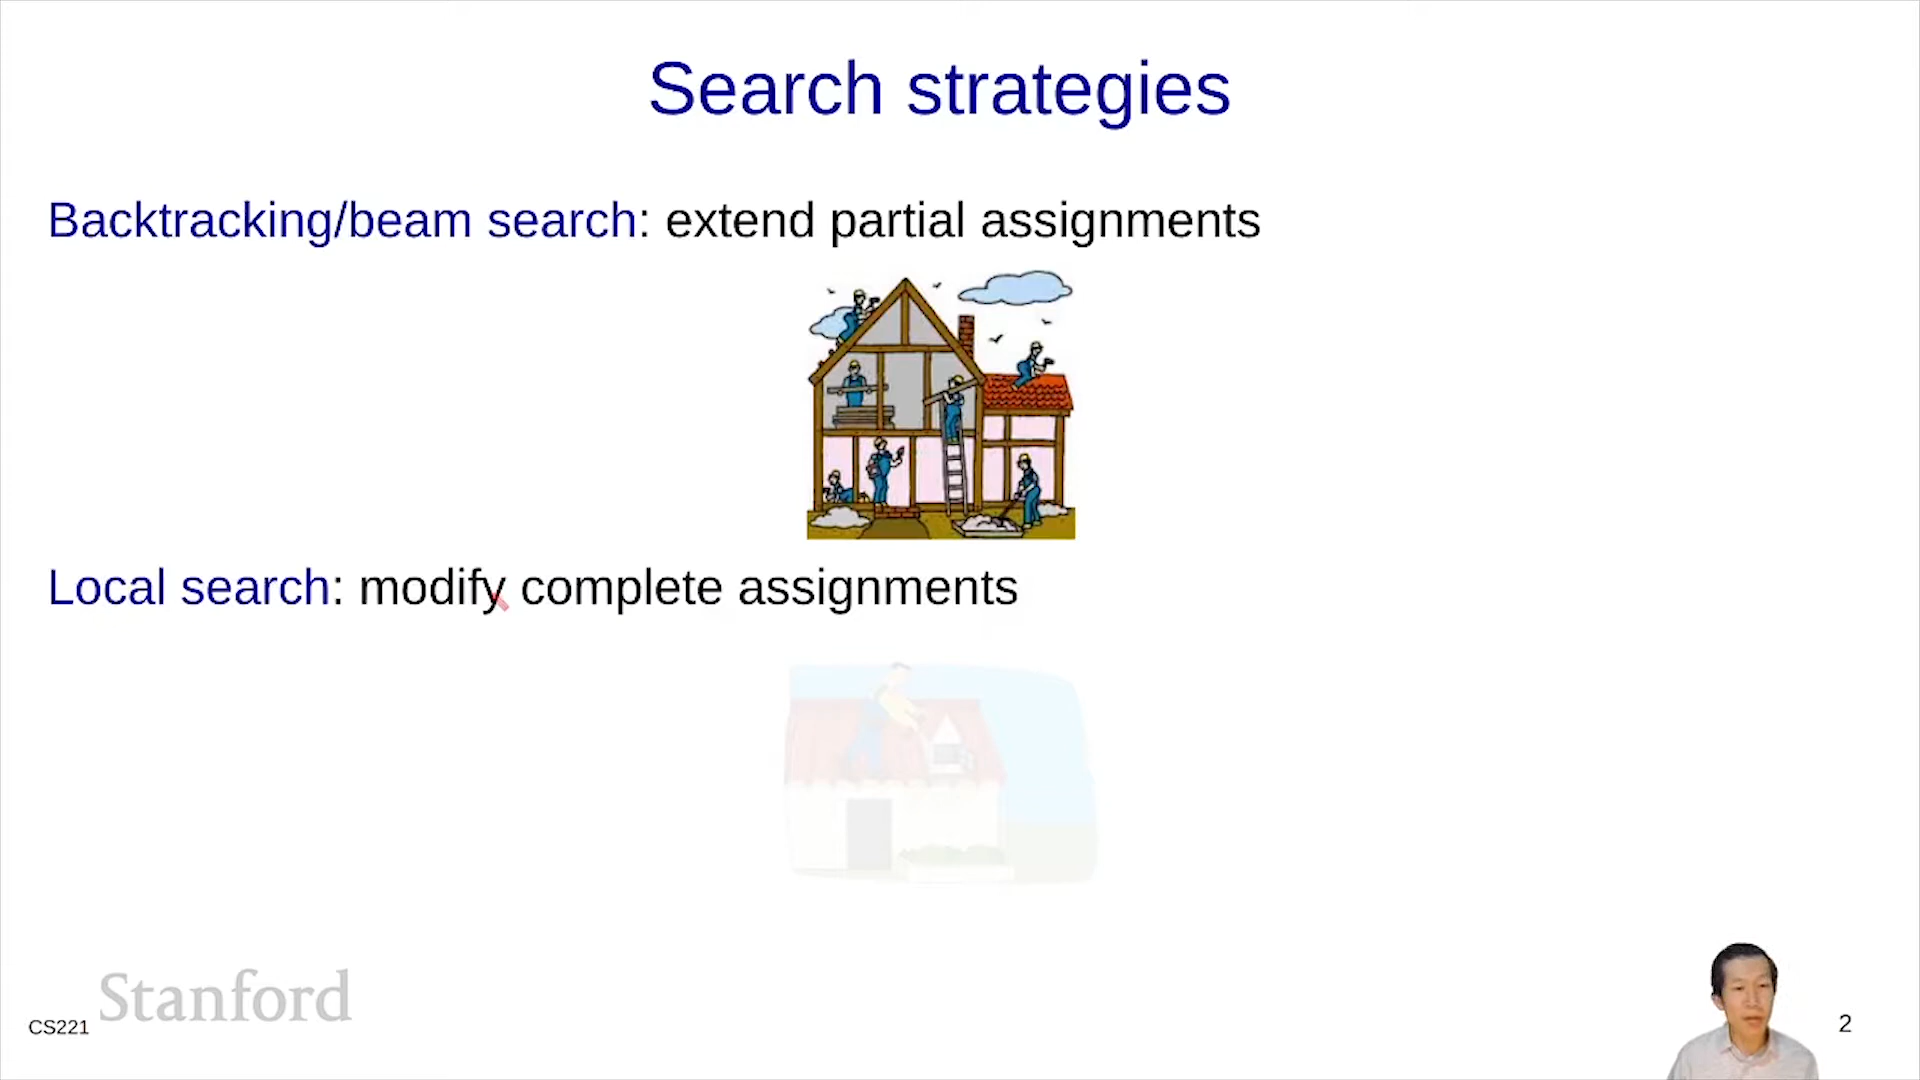 Search strategies
Backtracking/beam search: extend partial assignments
Local search: modify complete assignments
Stanford
CS221
2